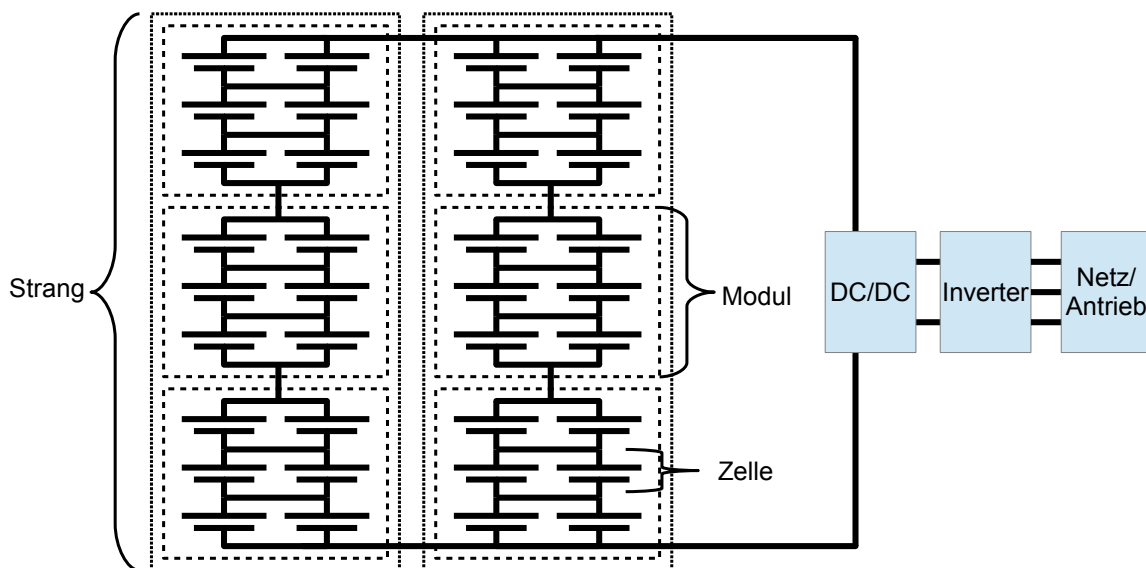 Strang
Modul
Zelle
DC/DC
Inverter
Netz/
Antrieb